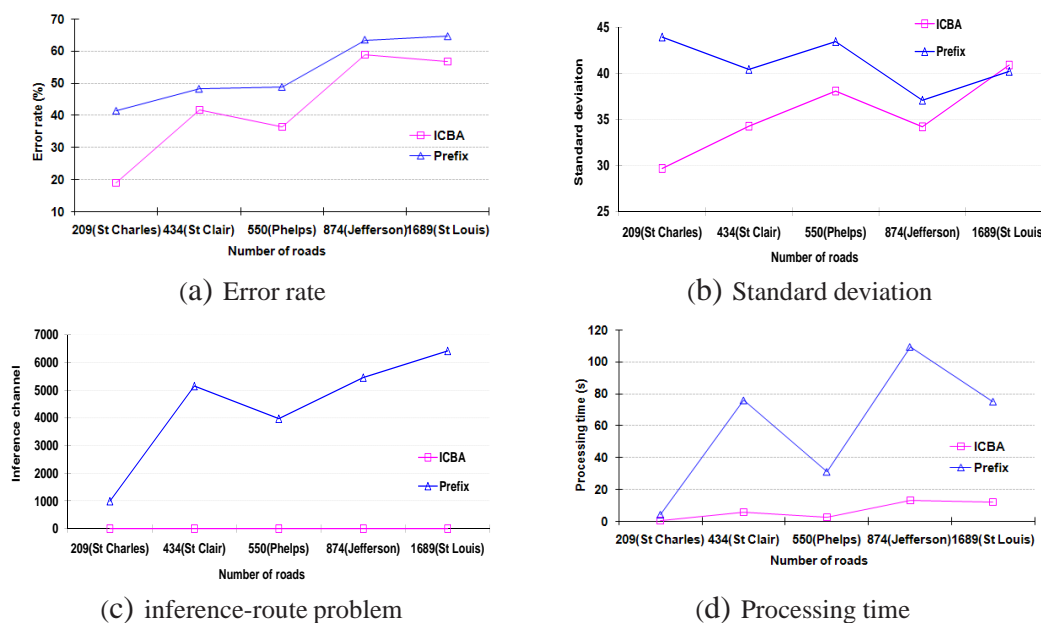 70
60
50
40
30
20
10
Error rate (%)
ICBA
Prefix
209(St Charles) 434(St Clair) 550(Phelps) 874(Jefferson) 1689(St Louis)
Number of roads
(a) Error rate
45
40
35
30
25
Standard deviaiton
ICBA
Prefix
209(St Charles) 434(St Clair) 550(Phelps) 874(Jefferson) 1689(St Louis)
Number of roads
(b) Standard deviation
7000
6000
5000
4000
3000
2000
1000
0
Inference channel
ICBA
Prefix
209(St Charles) 434(St Clair) 550(Phelps) 874(Jefferson) 1689(St Louis)
Number of roads
(c) inference-route problem
120
100
80
60
40
20
0
Processing time (s)
ICBA
Prefix
209(St Charles) 434(St Clair) 550(Phelps) 874(Jefferson) 1689(St Louis)
Number of roads
(d) Processing time